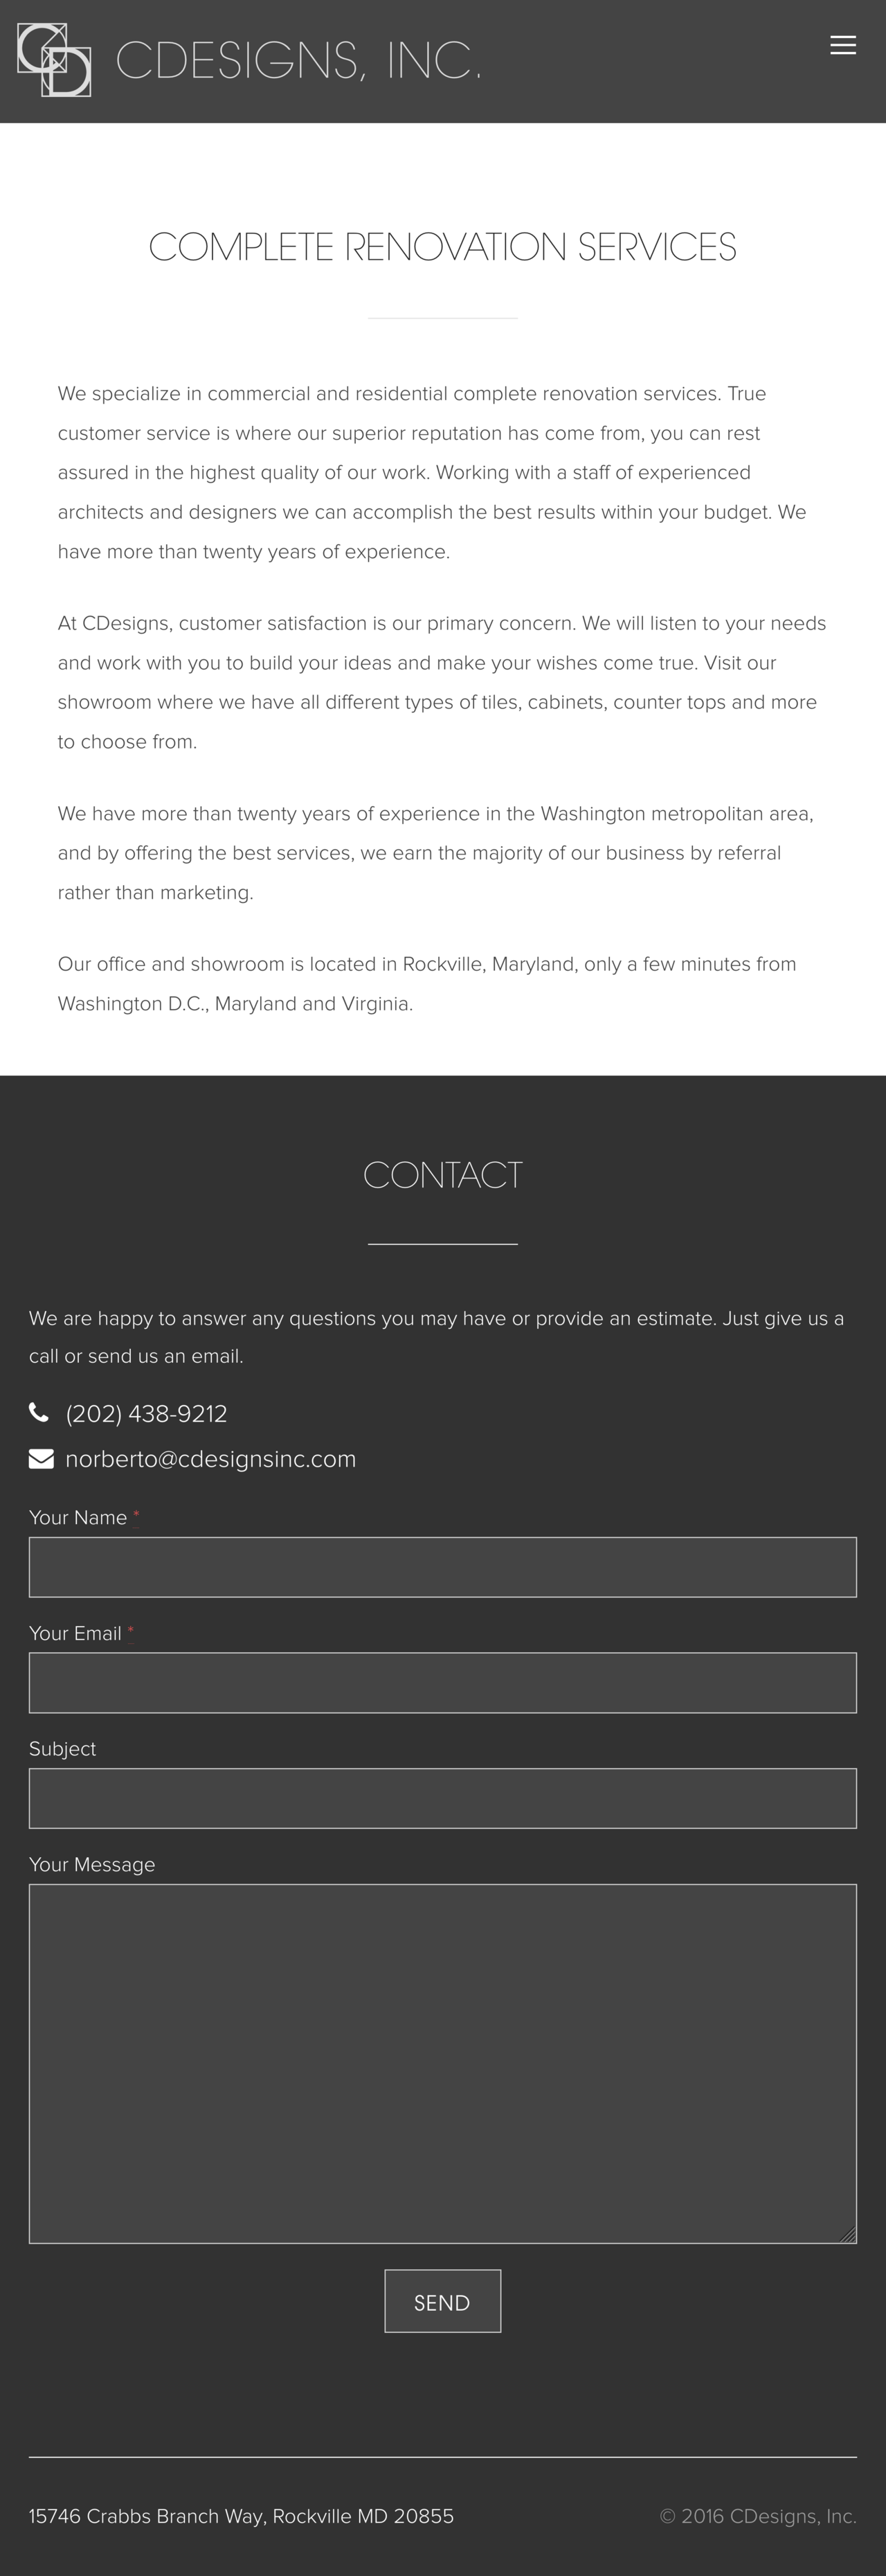 CD CDESIGNS, INC.
COMPLETE RENOVATION SERVICES
We specialize in commercial and residential complete renovation services. True
customer service is where our superior reputation has come from, you can rest
assured in the highest quality of our work. Working with a staff of experienced
architects and designers we can accomplish the best results within your budget. We
have more than twenty years of experience.
At CDesigns, customer satisfaction is our primary concern. We will listen to your needs
and work with you to build your ideas and make your wishes come true. Visit our
showroom where we have all different types of tiles, cabinets, counter tops and more
to choose from.
We have more than twenty years of experience in the Washington metropolitan area,
and by offering the best services, we earn the majority of our business by referral
rather than marketing.
Our office and showroom is located in Rockville, Maryland, only a few minutes from
Washington D.C., Maryland and Virginia.
CONTACT
We are happy to answer any questions you may have or provide an estimate. Just give us a
call or send us an email.
(202) 438-9212
norberto@cdesignsinc.com
Your Name *
Your Email *
Subject
Your Message
SEND
15746 Crabbs Branch Way, Rockville MD 20855
© 2016 CDesigns, Inc.